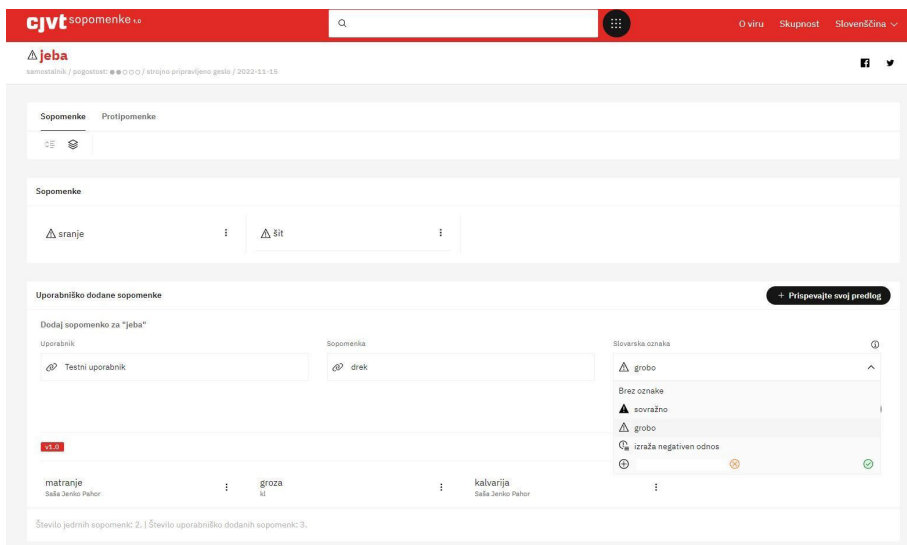 cjvt sopomenke 1.0
O viru Skupnost Slovenščina
jeba
samostalnik / pogostost: / strojno pripravljeno geslo / 2022-11-15
Sopomenke Protipomenke
Sopomenke
sranje šit
Uporabniško dodane sopomenke
+ Prispevajte svoj predlog
Dodaj sopomenko za "jeba"
Uporabnik Sopomenka Slovarska oznaka
Testni uporabnik drek grobo
Brez oznake
sovražno
grobo
izraža negativen odnos
v1.0
matranje groza kalvarija
Saša Jenko Pahor kl Saša Jenko Pahor
Število jedrnih sopomenk: 2. | Število uporabniško dodanih sopomenk: 3.